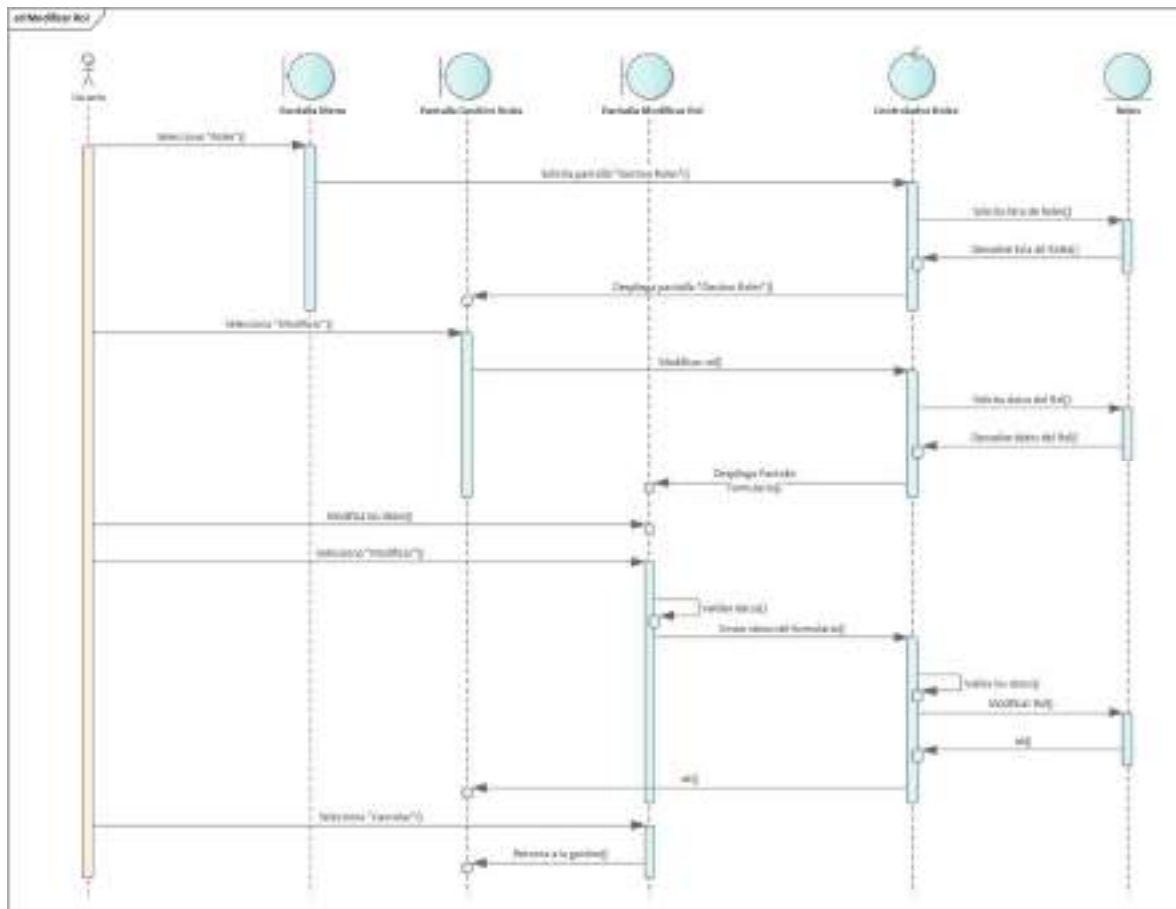 sd Modificar Rol
Usuario
Pantalla Menu
Pantalla Gestión Roles
Pantalla Modificar Rol
Controlador Roles
Roles
Selecciona "Roles"()
Solicita pantalla "Gestion Roles"()
Solicita lista de Roles()
Devuelve lista de Roles()
Despliega pantalla "Gestion Roles"()
Selecciona "Modificar"()
Modificar rol()
Solicita datos del Rol()
Devuelve datos del Rol()
Despliega Pantalla
Formulario()
Modifica los datos()
Selecciona "Modificar"()
Validar datos()
Enviar datos del formulario()
Valida los datos()
Modificar Rol()
ok()
ok()
Selecciona "Cancelar"()
Retorna a la gestion()